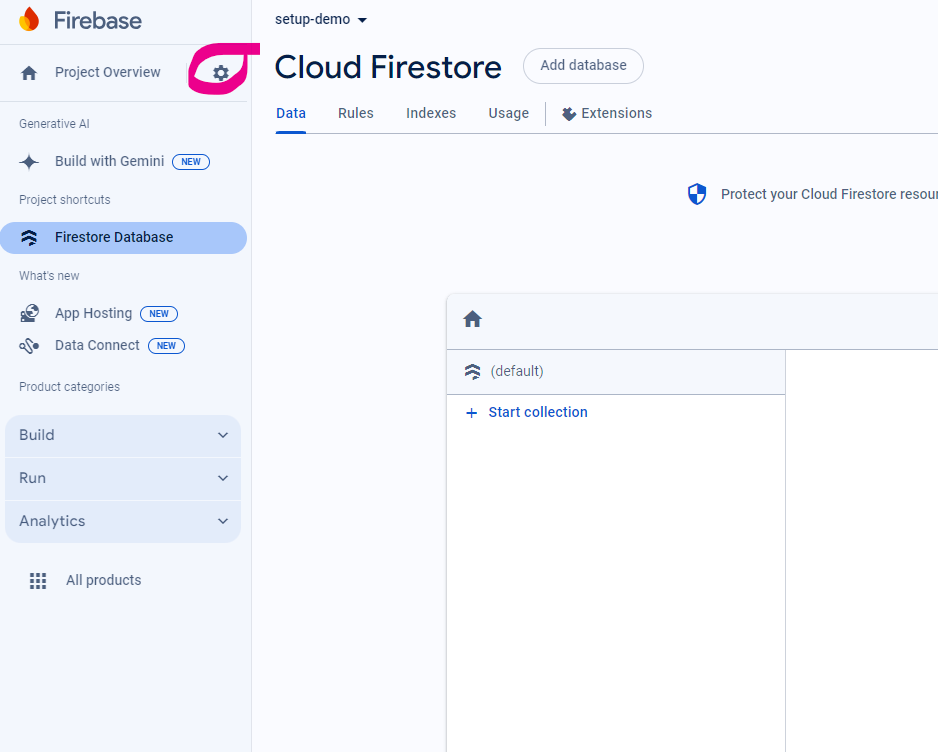 Firebase
setup-demo
Project Overview
Cloud Firestore
Add database
Data
Rules
Indexes
Usage
Extensions
Generative AI
Build with Gemini NEW
Project shortcuts
Firestore Database
What's new
App Hosting NEW
Data Connect NEW
Product categories
Build
Run
Analytics
All products
Protect your Cloud Firestore
(default)
+ Start collection